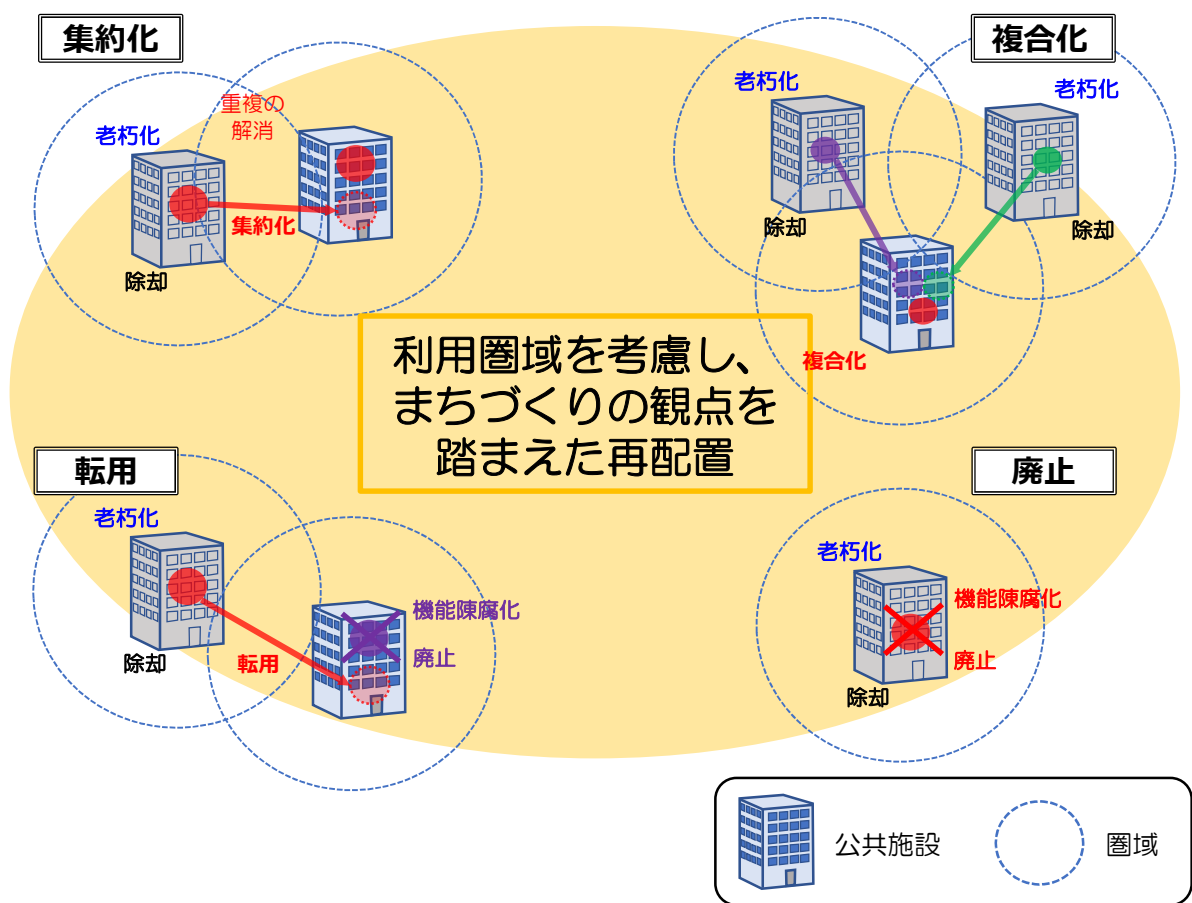 集約化
重複の
解消
老朽化
集約化
除却
複合化
老朽化
老朽化
除却
除却
複合化
利用圏域を考慮し、
まちづくりの観点を
踏まえた再配置
転用
老朽化
機能陳腐化
廃止
除却
転用
廃止
老朽化
機能陳腐化
廃止
除却
公共施設
圏域